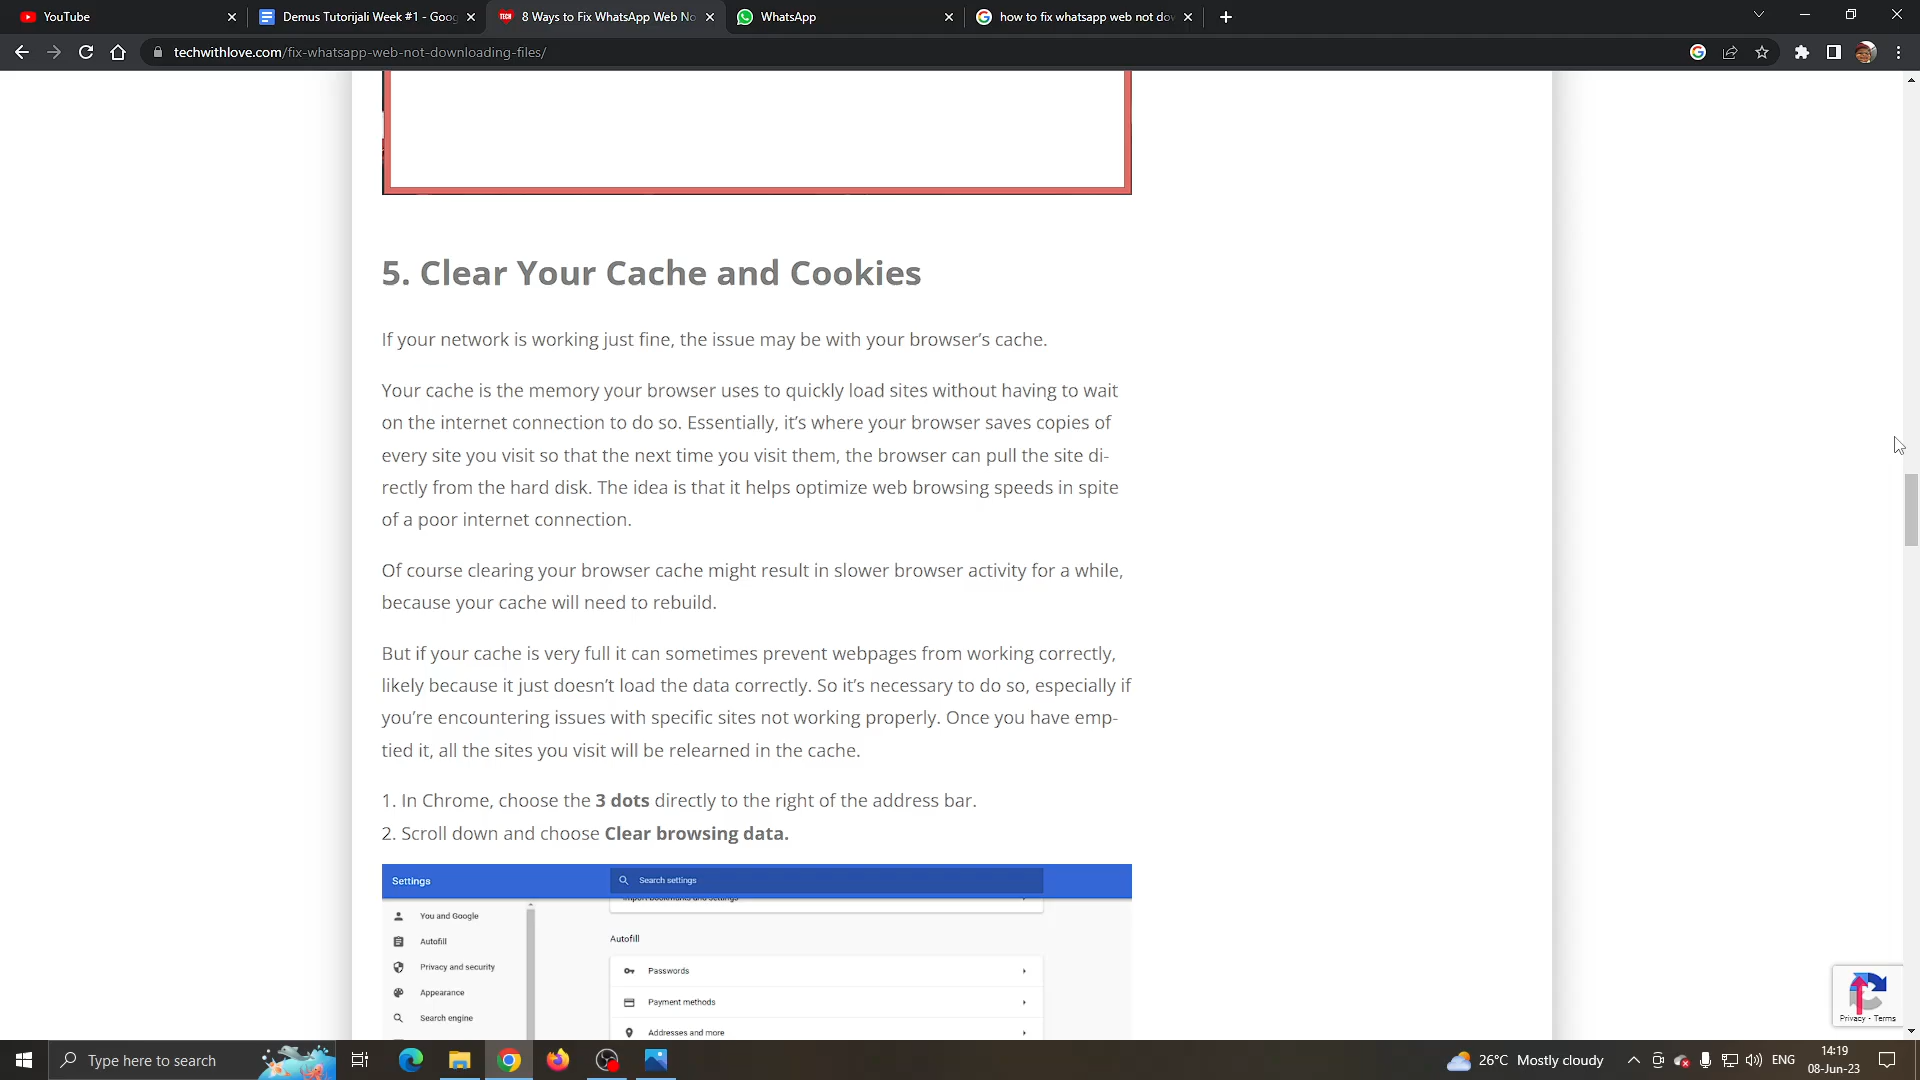 YouTube
Demus Tutorijali Week #1 - Goog
8 Ways to Fix WhatsApp Web No
WhatsApp
how to fix whatsapp web not dow
techwithlove.com/fix-whatsapp-web-not-downloading-files/
5. Clear Your Cache and Cookies
If your network is working just fine, the issue may be with your browser’s cache.
Your cache is the memory your browser uses to quickly load sites without having to wait
on the internet connection to do so. Essentially, it’s where your browser saves copies of
every site you visit so that the next time you visit them, the browser can pull the site di-
rectly from the hard disk. The idea is that it helps optimize web browsing speeds in spite
of a poor internet connection.
Of course clearing your browser cache might result in slower browser activity for a while,
because your cache will need to rebuild.
But if your cache is very full it can sometimes prevent webpages from working correctly,
likely because it just doesn’t load the data correctly. So it’s necessary to do so, especially if
you’re encountering issues with specific sites not working properly. Once you have emp-
tied it, all the sites you visit will be relearned in the cache.
1. In Chrome, choose the 3 dots directly to the right of the address bar.
2. Scroll down and choose Clear browsing data.
Settings
Search settings
Import bookmarks and settings
You and Google
Autofill
Privacy and security
Appearance
Search engine
Autofill
Passwords
Payment methods
Addresses and more
Privacy - Terms
Type here to search
26°C Mostly cloudy
ENG
14:19
08-Jun-23